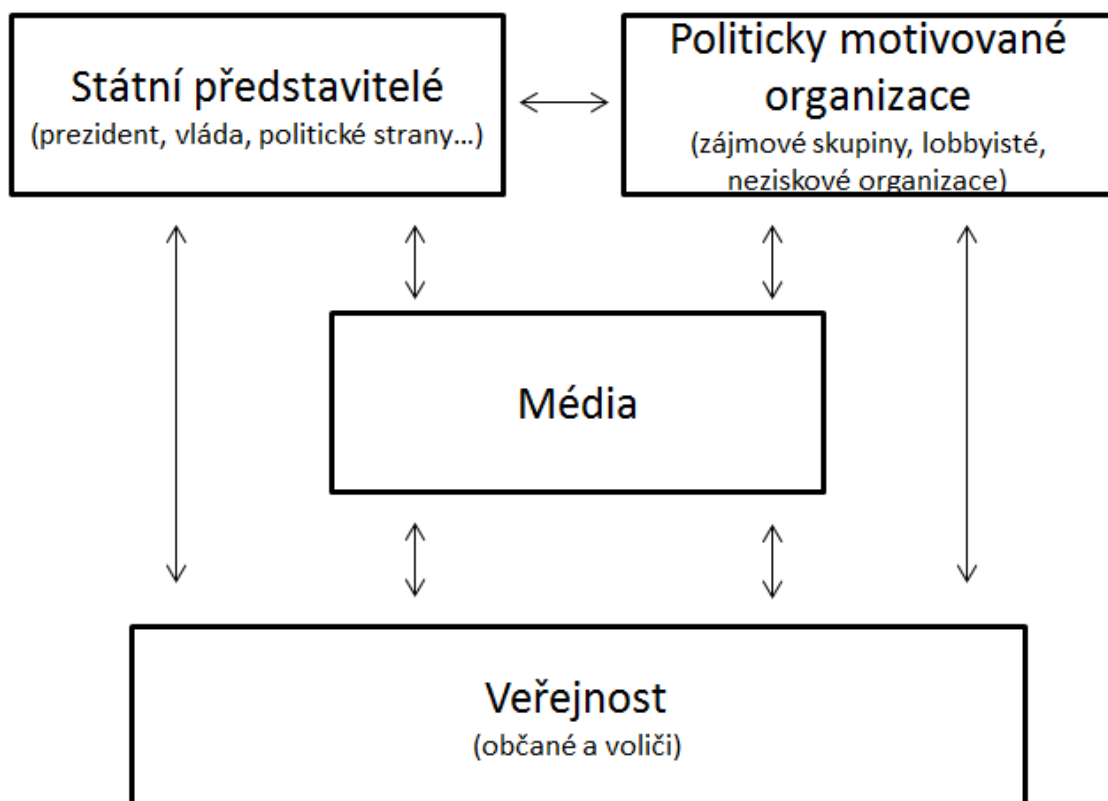 Státní představitelé
(prezident, vláda, politické strany…)
Politicky motivované
organizace
(zájmové skupiny, lobbyisté,
neziskové organizace)
Média
Veřejnost
(občané a voliči)